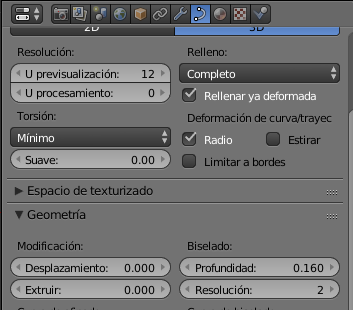 2D 3D
Resolución: Relleno:
U previsualización: 12 Completo
U procesamiento: 0 Rellenar ya deformada
Torsión: Deformación de curva/trayec
Mínimo Radio Estirar
Suave: 0.00 Limitar a bordes
Espacio de texturizado
Geometría
Modificación: Biselado:
Desplazamiento: 0.000 Profundidad: 0.160
Extruir: 0.000 Resolución: 2